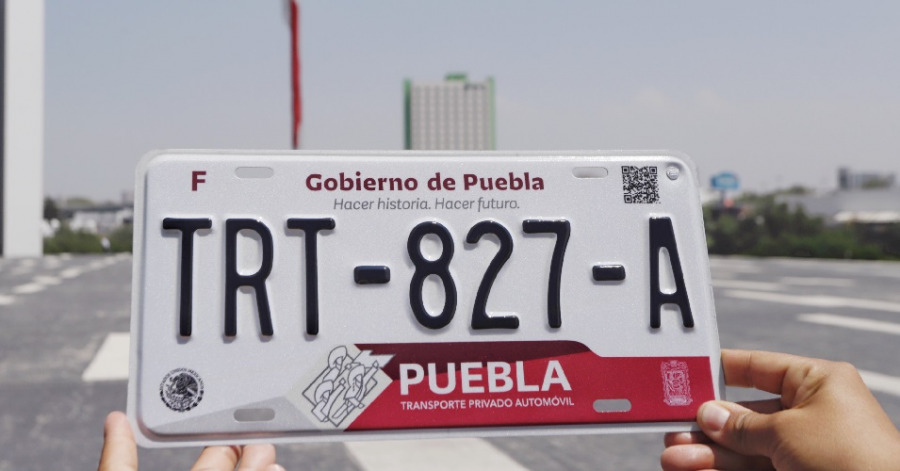 F
Gobierno de Puebla
Hacer historia. Hacer futuro.
TRT-827-A
PUEBLA
TRANSPORTE PRIVADO AUTOMÓVIL